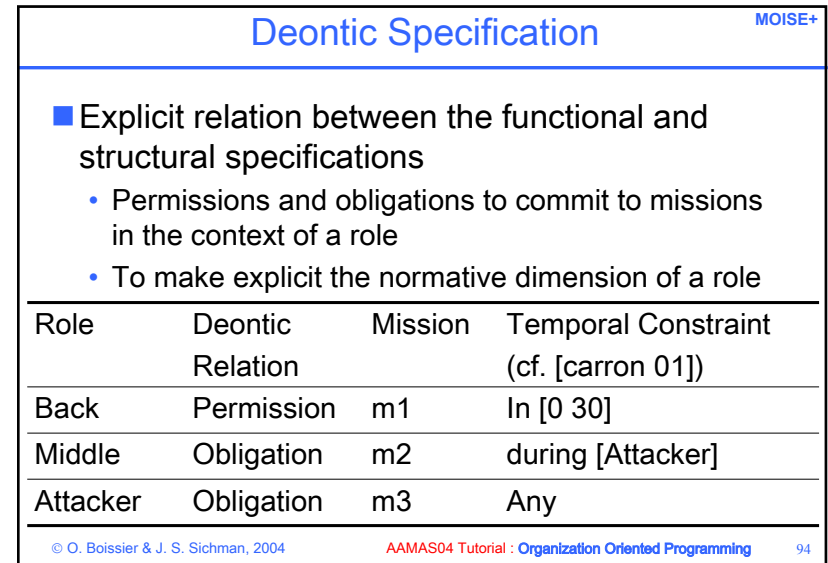 Deontic Specification
MOISE+
Explicit relation between the functional and
structural specifications
• Permissions and obligations to commit to missions
in the context of a role
• To make explicit the normative dimension of a role
Role Deontic Mission Temporal Constraint
Relation (cf. [carron 01])
Back Permission m1 In [0 30]
Middle Obligation m2 during [Attacker]
Attacker Obligation m3 Any
© O. Boissier & J. S. Sichman, 2004 AAMAS04 Tutorial : Organization Oriented Programming 94